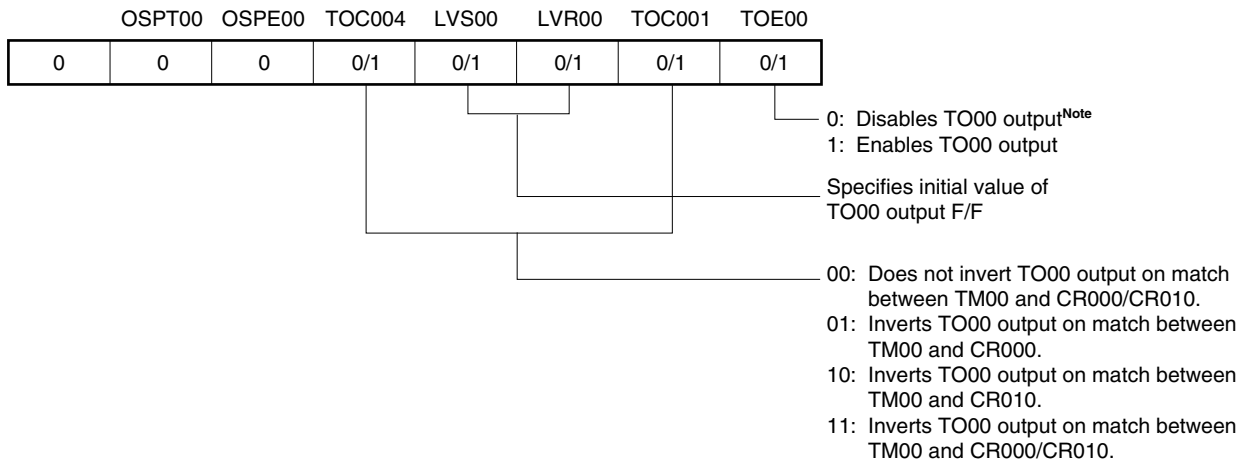 OSPT00 OSPE00 TOC004 LVS00 LVR00 TOC001 TOE00
0 0 0 0/1 0/1 0/1 0/1 0/1
0: Disables TO00 outputNote
1: Enables TO00 output
Specifies initial value of
TO00 output F/F
00: Does not invert TO00 output on match
between TM00 and CR000/CR010.
01: Inverts TO00 output on match between
TM00 and CR000.
10: Inverts TO00 output on match between
TM00 and CR010.
11: Inverts TO00 output on match between
TM00 and CR000/CR010.